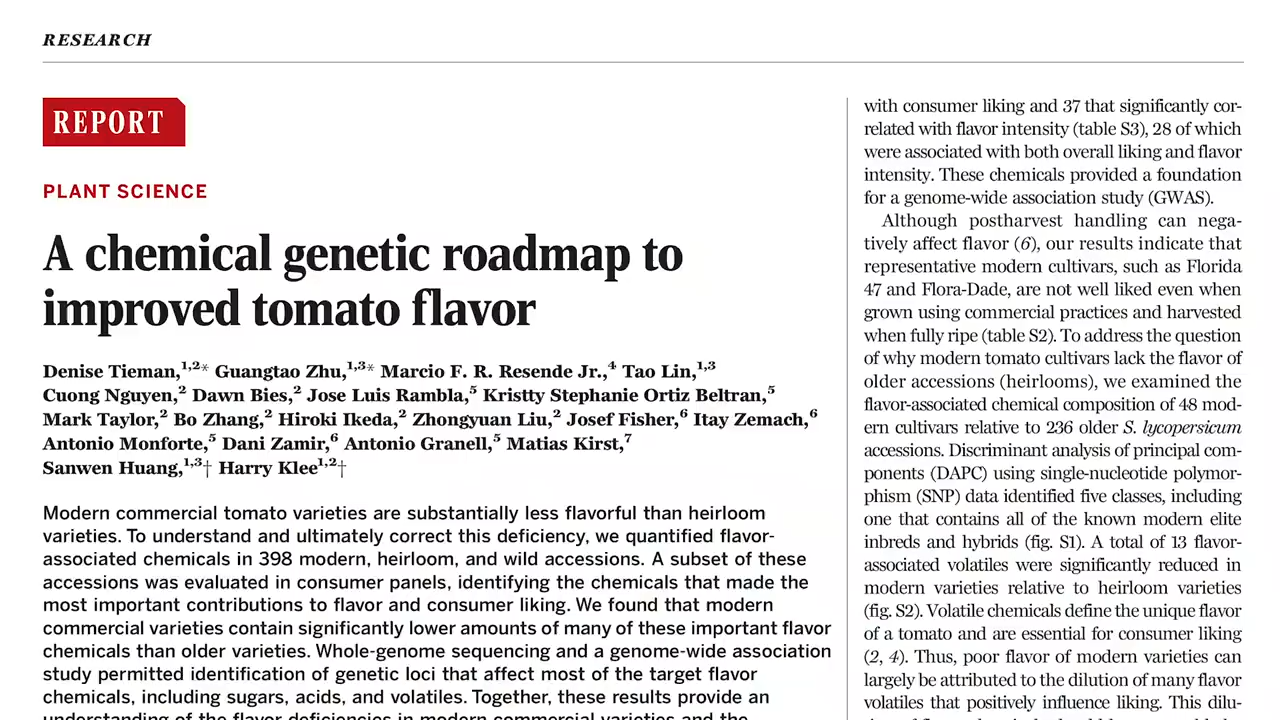 RESEARCH
REPORT
PLANT SCIENCE
A chemical genetic roadmap to
improved tomato flavor
Denise Tieman,1,2* Guangtao Zhu,1,3* Marcio F. R. Resende Jr.,4 Tao Lin,1,3
Cuong Nguyen,2 Dawn Bies,2 Jose Luis Rambla,5 Kristty Stephanie Ortiz Beltran,5
Mark Taylor,2 Bo Zhang,2 Hiroki Ikeda,2 Zhongyuan Liu,2 Josef Fisher,6 Itay Zemach,6
Antonio Monforte,5 Dani Zamir,6 Antonio Granell,5 Matias Kirst,7
Sanwen Huang,1,3† Harry Klee1,2†
Modern commercial tomato varieties are substantially less flavorful than heirloom
varieties. To understand and ultimately correct this deficiency, we quantified flavor-
associated chemicals in 398 modern, heirloom, and wild accessions. A subset of these
accessions was evaluated in consumer panels, identifying the chemicals that made the
most important contributions to flavor and consumer liking. We found that modern
commercial varieties contain significantly lower amounts of many of these important flavor
chemicals than older varieties. Whole-genome sequencing and a genome-wide association
study permitted identification of genetic loci that affect most of the target flavor
chemicals, including sugars, acids, and volatiles. Together, these results provide an
understanding of the flavor deficiencies in modern commercial varieties and the
with consumer liking and 37 that significantly cor-
related with flavor intensity (table S3), 28 of which
were associated with both overall liking and flavor
intensity. These chemicals provided a foundation
for a genome-wide association study (GWAS).
Although postharvest handling can nega-
tively affect flavor (6), our results indicate that
representative modern cultivars, such as Florida
47 and Flora-Dade, are not well liked even when
grown using commercial practices and harvested
when fully ripe (table S2). To address the question
of why modern tomato cultivars lack the flavor of
older accessions (heirlooms), we examined the
flavor-associated chemical composition of 48 mod-
ern cultivars relative to 236 older S. lycopersicum
accessions. Discriminant analysis of principal com-
ponents (DAPC) using single-nucleotide polymor-
phism (SNP) data identified five classes, including
one that contains all of the known modern elite
inbreds and hybrids (fig. S1). A total of 13 flavor-
associated volatiles were significantly reduced in
modern varieties relative to heirloom varieties
(fig. S2). Volatile chemicals define the unique flavor
of a tomato and are essential for consumer liking
(2, 4). Thus, poor flavor of modern varieties can
largely be attributed to the dilution of many flavor
volatiles that positively influence liking. This dilu-